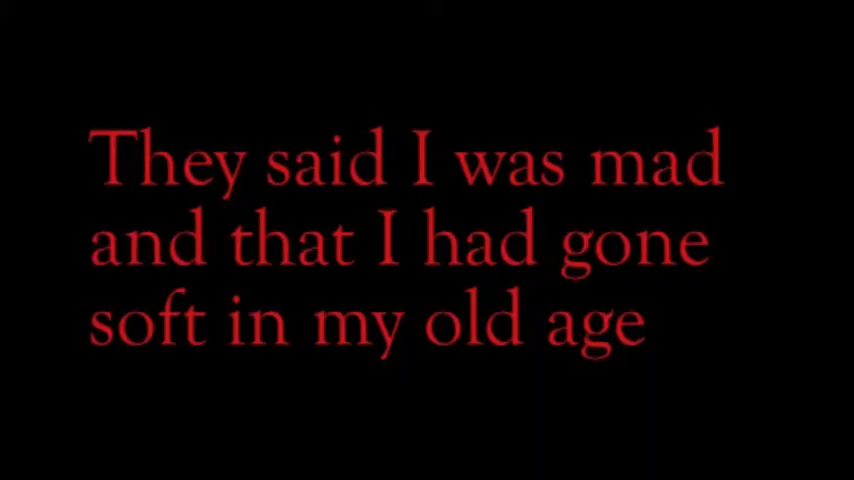 They said I was mad
and that I had gone
soft in my old age